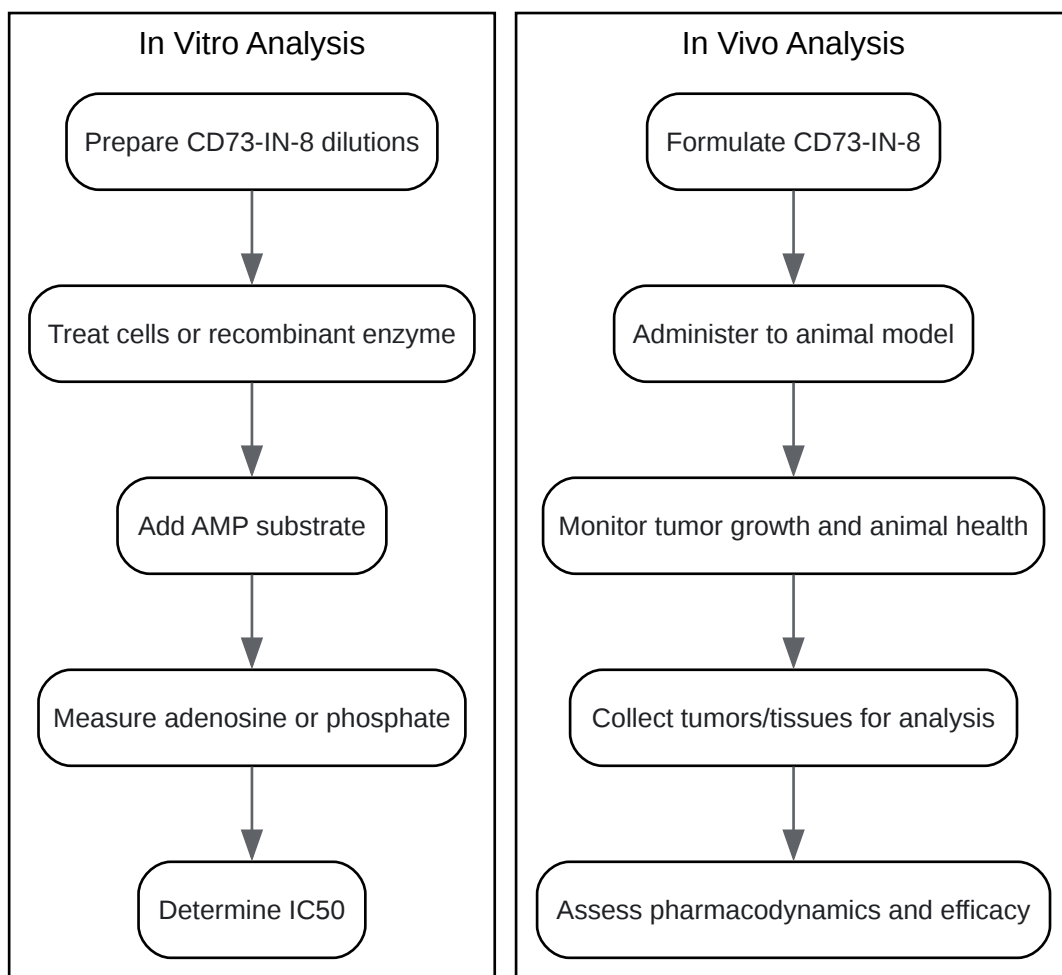 In Vitro Analysis
Prepare CD73-IN-8 dilutions
Treat cells or recombinant enzyme
Add AMP substrate
Measure adenosine or phosphate
Determine IC50
In Vivo Analysis
Formulate CD73-IN-8
Administer to animal model
Monitor tumor growth and animal health
Collect tumors/tissues for analysis
Assess pharmacodynamics and efficacy